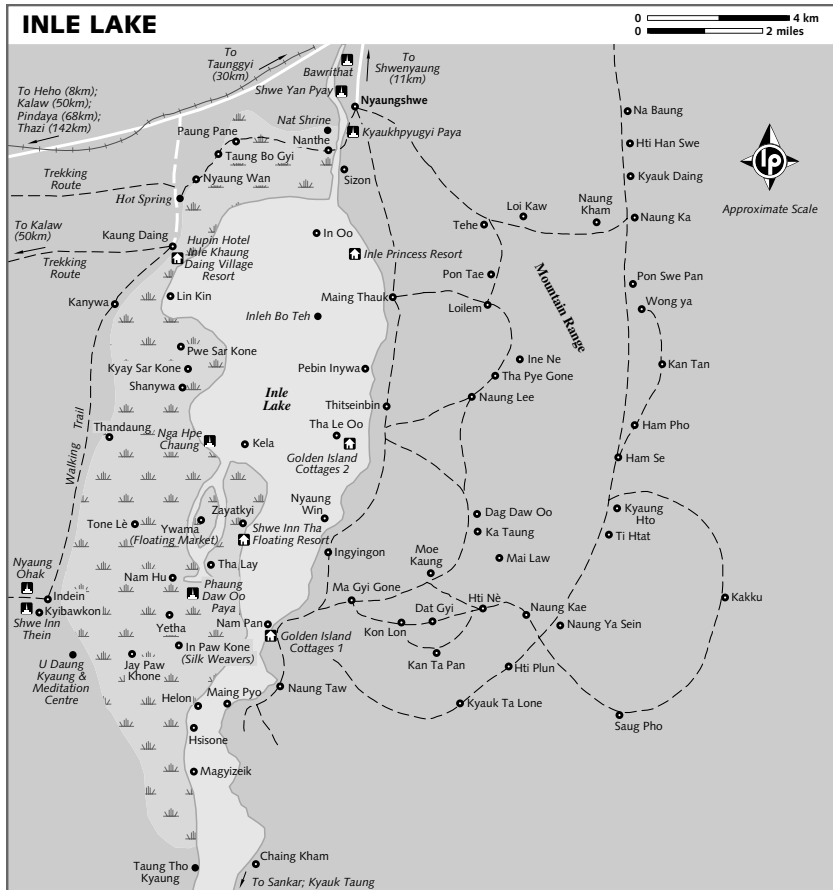 INLE LAKE
0 4 km
0 2 miles
To
Taunggyi
(30km)
Bawrithat
To
Shwenyaung
(11km)
To Heho (8km);
Kalaw (50km);
Pindaya (68km);
Thazi (142km)
Shwe Yan Pyay
Nyaungshwe
Na Baung
Nat Shrine
Paung Pane
Kyaukhpyugyi Paya
Nanthe
Hti Han Swe
Taung Bo Gyi
Trekking
Route
Nyaung Wan
Sizon
Kyauk Daing
lp
Hot Spring
Approximate Scale
Loi Kaw
Naung
Kham
Naung Ka
To Kalaw
(50km)
Tehe
Kaung Daing
Hupin Hotel
Inle Khaung
Daing Village
Resort
In Oo
Inle Princess Resort
Trekking
Route
Mountain Range
Pon Tae
Pon Swe Pan
Kanywa
Lin Kin
Maing Thauk
Loilem
Wong ya
Inleh Bo Teh
Pwe Sar Kone
Ine Ne
Kyay Sar Kone
Pebin Inywa
Kan Tan
Tha Pye Gone
Shanywa
Inle
Lake
Naung Lee
Thitseinbin
Thandaung
Nga Hpe
Chaung
Tha Le Oo
Ham Pho
Kela
Golden Island
Cottages 2
Walking Trail
Ham Se
Nyaung
Win
Zayatkyi
Tone Lè
Ywama
(Floating Market)
Shwe Inn Tha
Floating Resort
Dag Daw Oo
Kyaung
Hto
Ka Taung
Ti Htat
Ingyingon
Moe
Kaung
Mai Law
Nyaung
Ohak
Tha Lay
Nam Hu
Phaung
Daw Oo
Paya
Ma Gyi Gone
Indein
Kakku
Kyibawkon
Shwe Inn
Thein
Yetha
Nam Pan
Dat Gyi
Hti Nè
Naung Kae
Kon Lon
Naung Ya Sein
Golden Island
Cottages 1
U Daung
Kyaung &
Meditation
Centre
Jay Paw
Khone
In Paw Kone
(Silk Weavers)
Kan Ta Pan
Hti Plun
Helon
Maing Pyo
Naung Taw
Kyauk Ta Lone
Saug Pho
Hsisone
Magyizeik
Taung Tho
Kyaung
Chaing Kham
To Sankar; Kyauk Taung